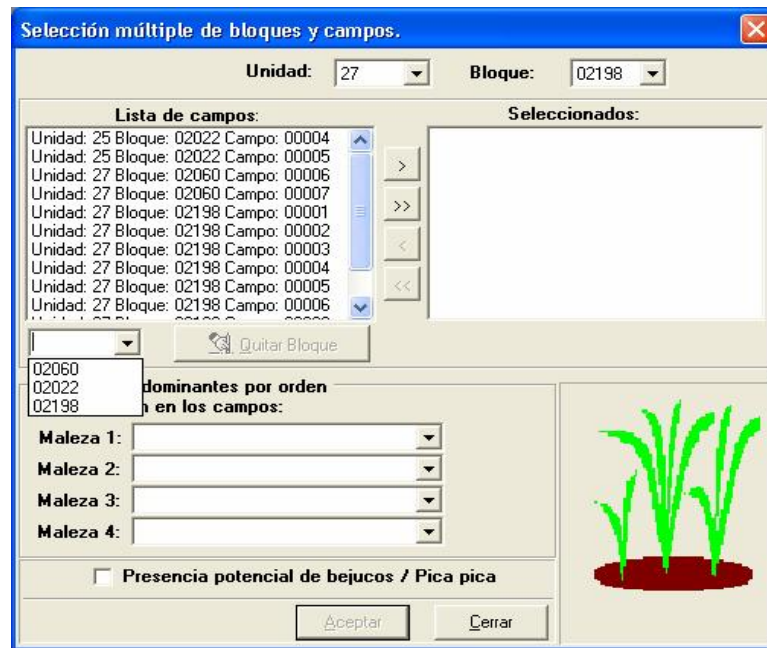 Selección múltiple de bloques y campos.
Unidad: 27 Bloque: 02198
Lista de campos: Seleccionados:
Unidad: 25 Bloque: 02022 Campo: 00004
Unidad: 25 Bloque: 02022 Campo: 00005
Unidad: 27 Bloque: 02060 Campo: 00006
Unidad: 27 Bloque: 02060 Campo: 00007
Unidad: 27 Bloque: 02198 Campo: 00001
Unidad: 27 Bloque: 02198 Campo: 00002
Unidad: 27 Bloque: 02198 Campo: 00003
Unidad: 27 Bloque: 02198 Campo: 00004
Unidad: 27 Bloque: 02198 Campo: 00005
Unidad: 27 Bloque: 02198 Campo: 00006
>
>>
<
<<
Quitar Bloque
02060
02022
02198
dominantes por orden
en los campos:
Maleza 1:
Maleza 2:
Maleza 3:
Maleza 4:
Presencia potencial de bejucos / Pica pica
Aceptar Cerrar